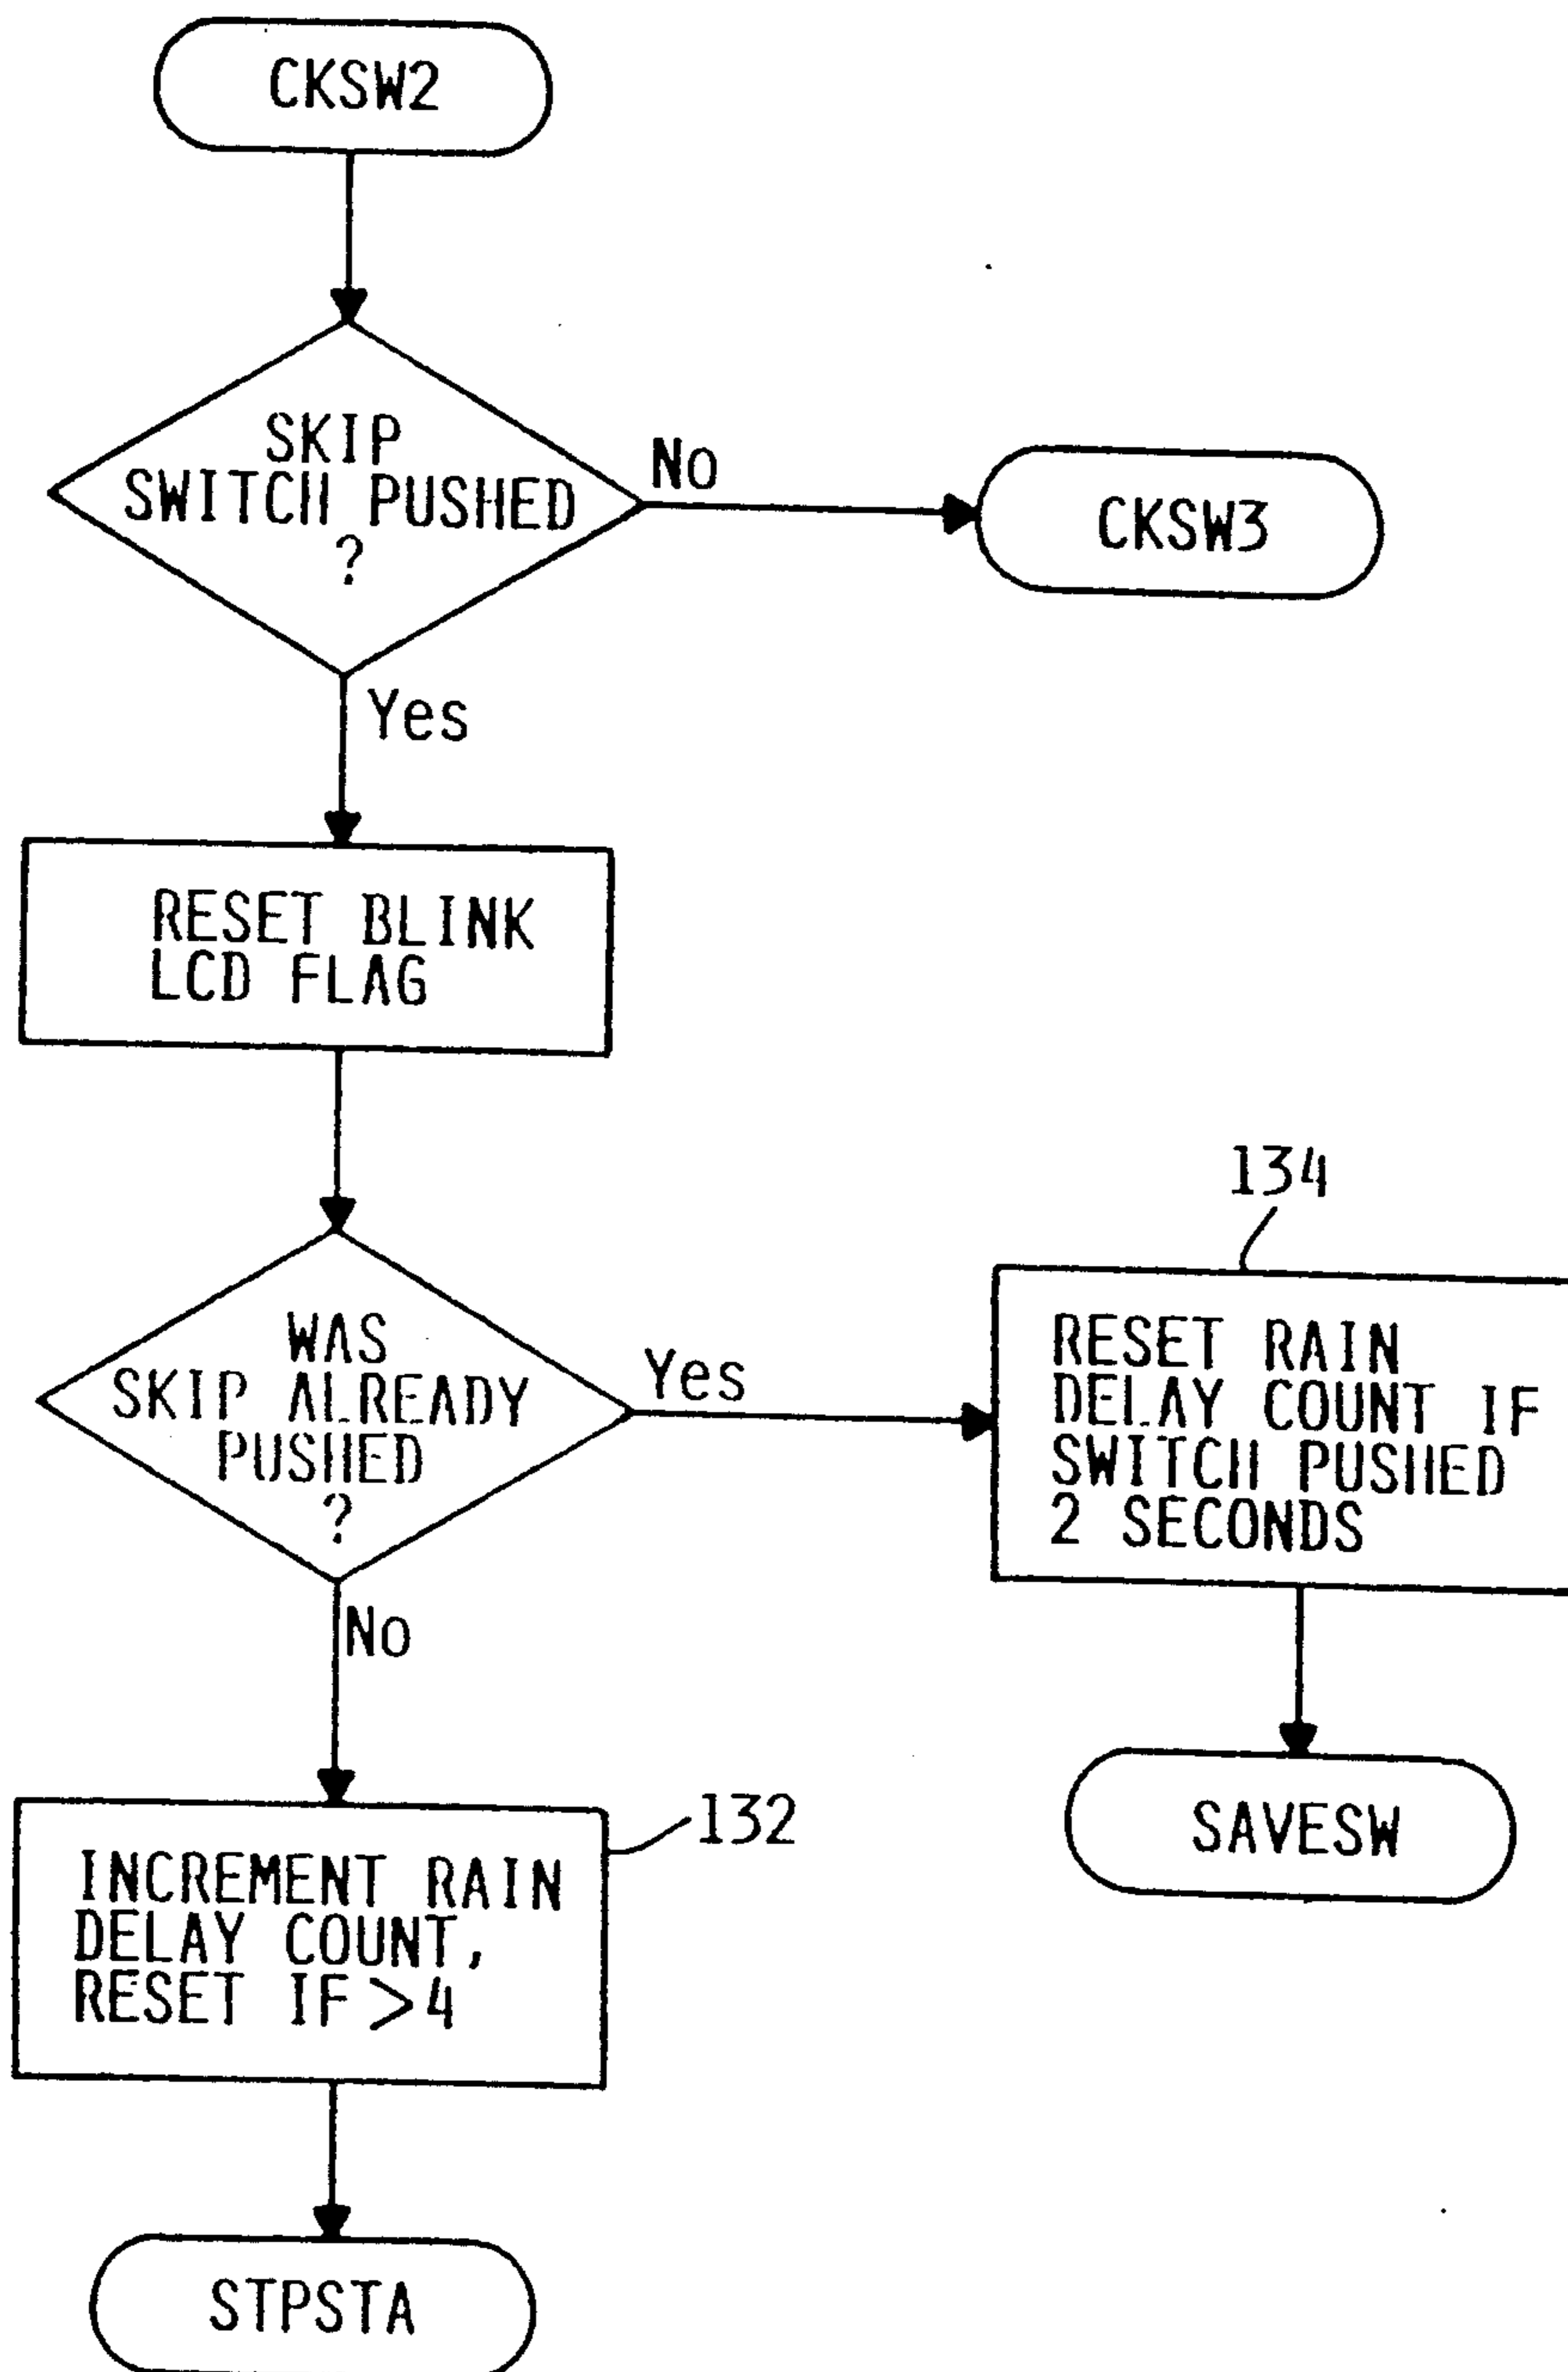 CKSW2
SKIP
SWITCH PUSHED
?
No
CKSW3
Yes
RESET BLINK
LCD FLAG
WAS
SKIP ALREADY
PUSHED
?
Yes
134
RESET RAIN
DELAY COUNT IF
SWITCH PUSHED
2 SECONDS
SAVESW
No
132
INCREMENT RAIN
DELAY COUNT,
RESET IF >4
STPSTA